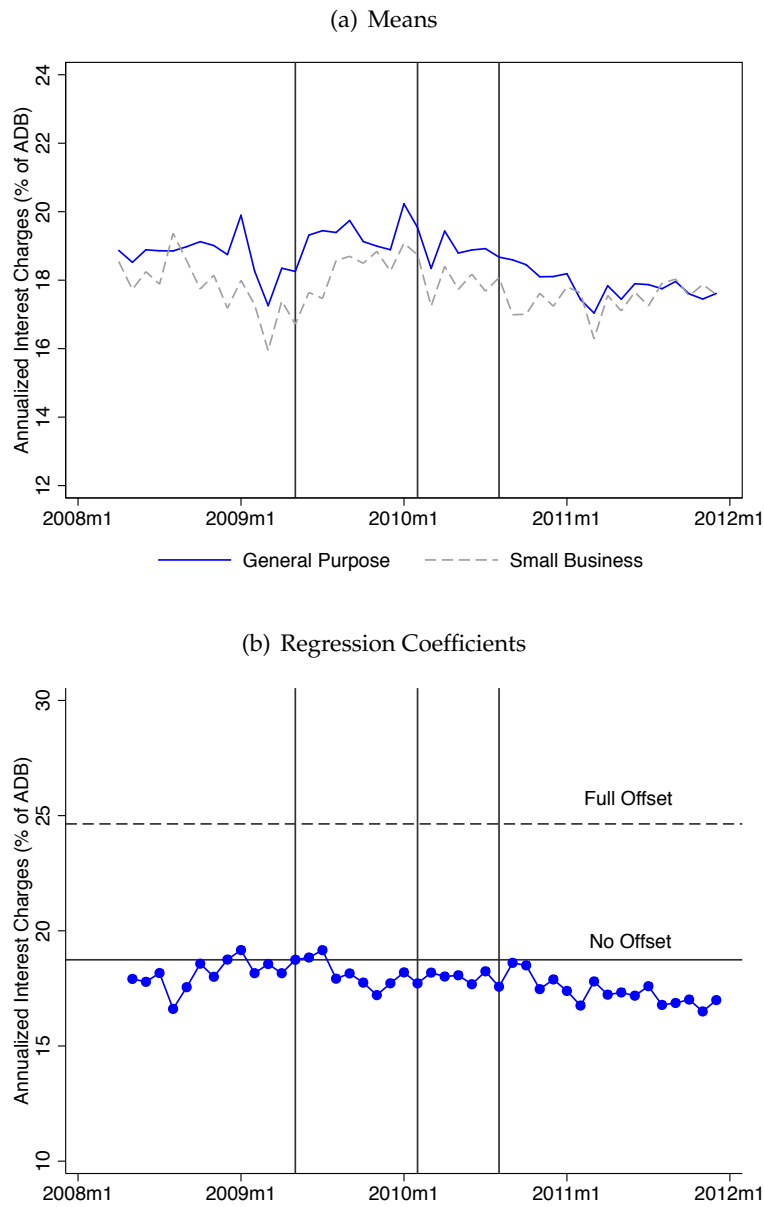 (a) Means
Annualized Interest Charges (% of ADB)
24
22
20
18
16
14
12
2008m1 2009m1 2010m1 2011m1 2012m1
General Purpose Small Business
(b) Regression Coefficients
Annualized Interest Charges (% of ADB)
30
25
20
15
10
Full Offset
No Offset
2008m1 2009m1 2010m1 2011m1 2012m1